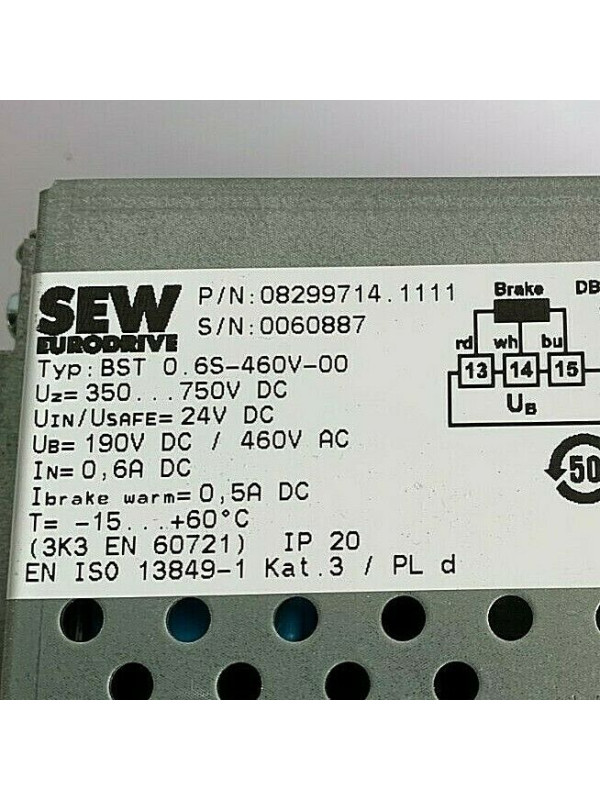 SEW
EURODRIVE
P/N:08299714.1111
S/N:0060887
Typ:BST 0.6S-460V-00
Uz=350...750V DC
UIN/USAFE=24V DC
UB=190V DC / 460V AC
IN=0,6A DC
Ibrake warm=0,5A DC
T= -15...+60°C
(3K3 EN 60721) IP 20
EN ISO 13849-1 Kat.3 / PL d
Brake DB
rd wh bu
13 14 15
UB
50